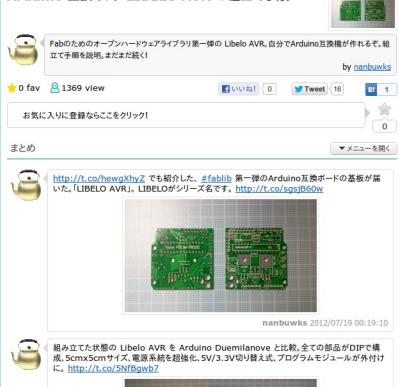 Fabのためのオープンハードウェアライブラリ第一弾の Libelo AVR。自分でArduino互換機が作れるぞ。組
立て手順を説明。まだまだ続く!
by nanbuwks
0 fav 1369 view
いいね! 0 Tweet 16 B! 1
お気に入りに登録ならここをクリック!
0
まとめ
▼メニューを開く
http://t.co/hewgXhyZ でも紹介した、 #fablib 第一弾のArduino互換ボードの基板が届
いた。「LIBELO AVR」。 LIBELOがシリーズ名です。 http://t.co/sgsjB60w
nanbuwks 2012/07/19 00:19:10
組み立てた状態の Libelo AVR を Arduino Duemilanove と比較。全ての部品がDIPで構
成、5cmx5cmサイズ、電源系統を超強化、5V/3.3V切り替え式、プログラムモジュールが外付け
に。 http://t.co/5NfBgwb7